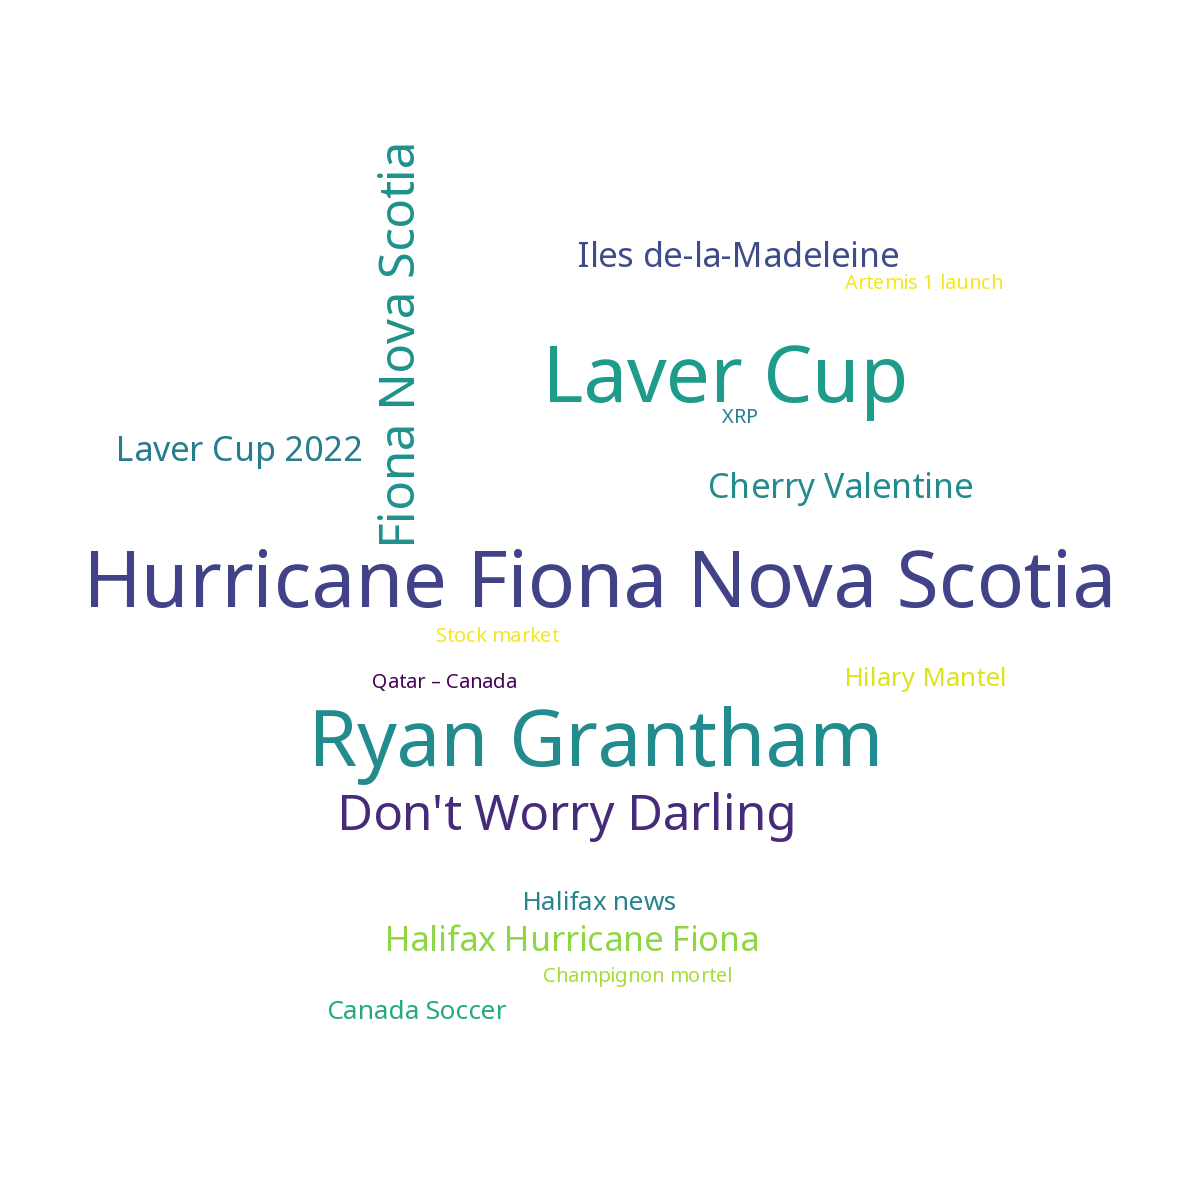 Fiona Nova Scotia
Iles de-la-Madeleine
Artemis 1 launch
Laver Cup
XRP
Laver Cup 2022
Cherry Valentine
Hurricane Fiona Nova Scotia
Stock market
Qatar – Canada
Hilary Mantel
Ryan Grantham
Don't Worry Darling
Halifax news
Halifax Hurricane Fiona
Champignon mortel
Canada Soccer